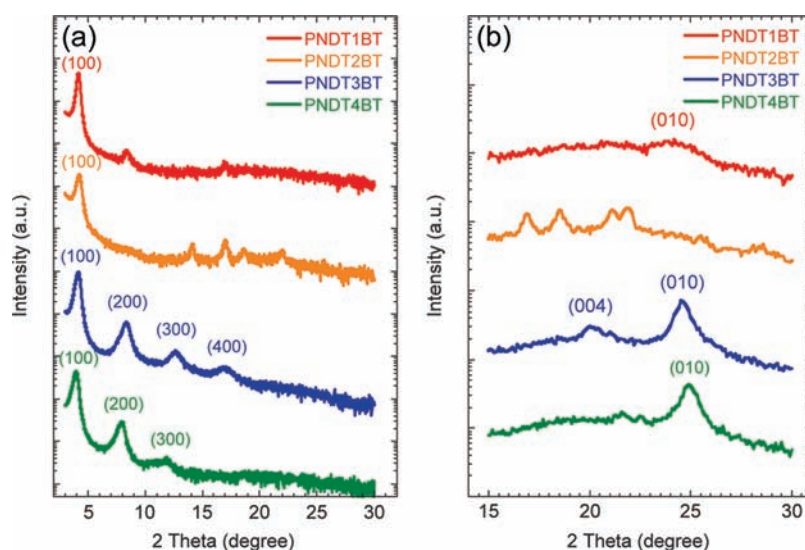 (a)
PNDT1BT
PNDT2BT
PNDT3BT
PNDT4BT
(100)
(100)
(100)
(200)
(300)
(400)
(100)
(200)
(300)
Intensity (a.u.)
5 10 15 20 25 30
2 Theta (degree)
(b)
PNDT1BT
PNDT2BT
PNDT3BT
PNDT4BT
(010)
(004)
(010)
(010)
Intensity (a.u.)
15 20 25 30
2 Theta (degree)